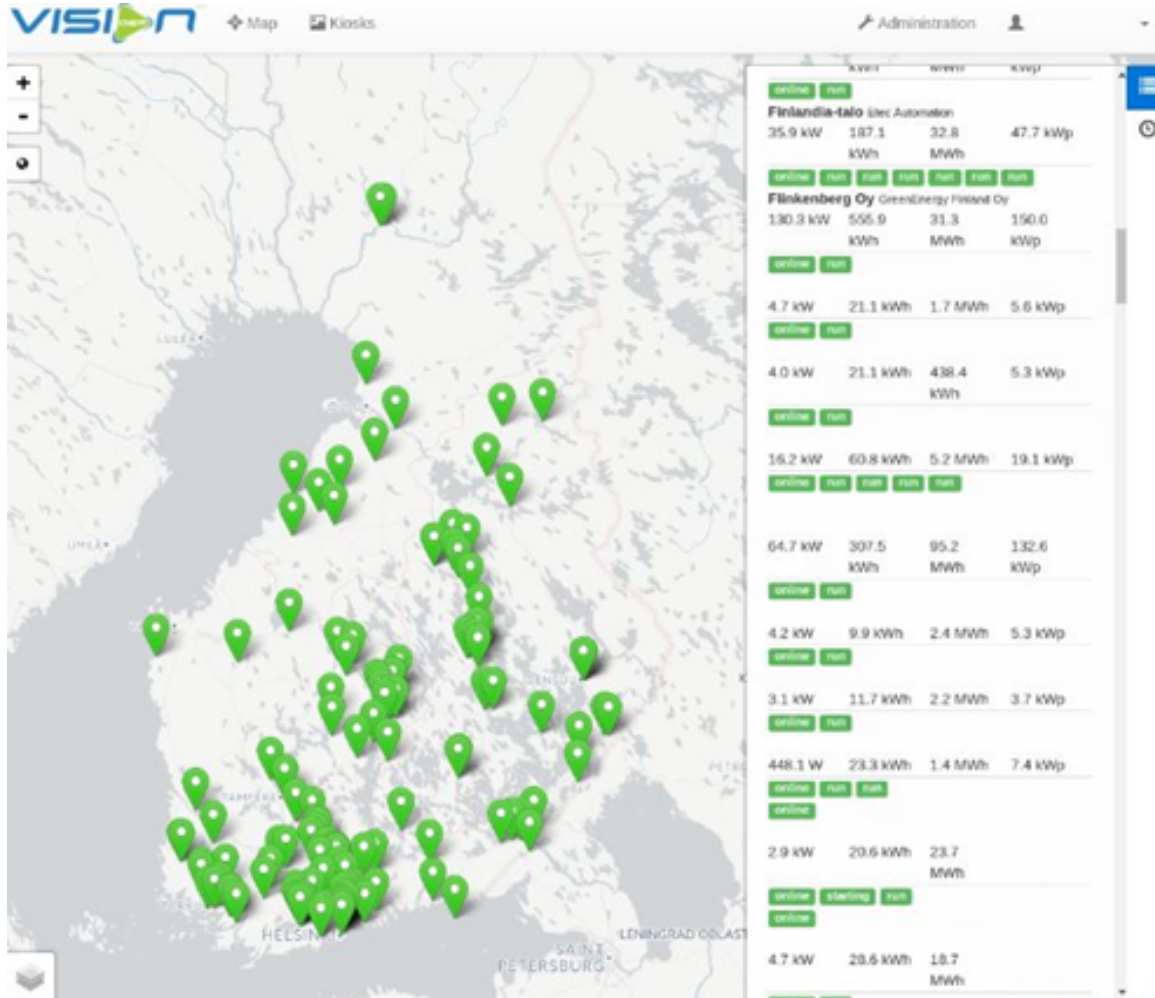 VISION
Map
Kiosks
Administration
+
-
LULEÅ
UMEÅ
TAMPERE
SAINT
PETERSBURG
kWh MWh kWp
online run
Finlandia-talo Elec Automation
35.9 kW 187.1 32.8 47.7 kWp
kWh MWh
online run run run run run run
Flinkenberg Oy GreenEnergy Finland Oy
130.3 kW 555.9 31.3 150.0
kWh MWh kWp
online run
4.7 kW 21.1 kWh 1.7 MWh 5.6 kWp
online run
4.0 kW 21.1 kWh 438.4 5.3 kWp
kWh
online run
16.2 kW 60.8 kWh 5.2 MWh 19.1 kWp
online run run run run
64.7 kW 307.5 95.2 132.6
kWh MWh kWp
online run
4.2 kW 9.9 kWh 2.4 MWh 5.3 kWp
online run
3.1 kW 11.7 kWh 2.2 MWh 3.7 kWp
online run
448.1 W 23.3 kWh 1.4 MWh 7.4 kWp
online run run
online
2.9 kW 20.6 kWh 23.7
MWh
online starting run
online
4.7 kW 28.6 kWh 18.7
MWh